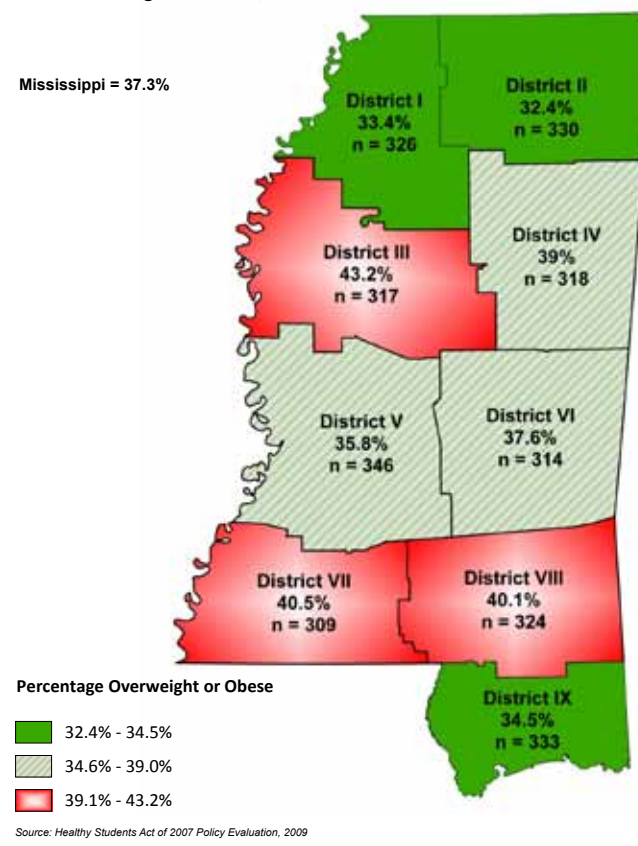 Mississippi = 37.3%
District I
33.4%
n = 326
District II
32.4%
n = 330
District III
43.2%
n = 317
District IV
39%
n = 318
District V
35.8%
n = 346
District VI
37.6%
n = 314
District VII
40.5%
n = 309
District VIII
40.1%
n = 324
District IX
34.5%
n = 333
Percentage Overweight or Obese
32.4% - 34.5%
34.6% - 39.0%
39.1% - 43.2%
Source: Healthy Students Act of 2007 Policy Evaluation, 2009